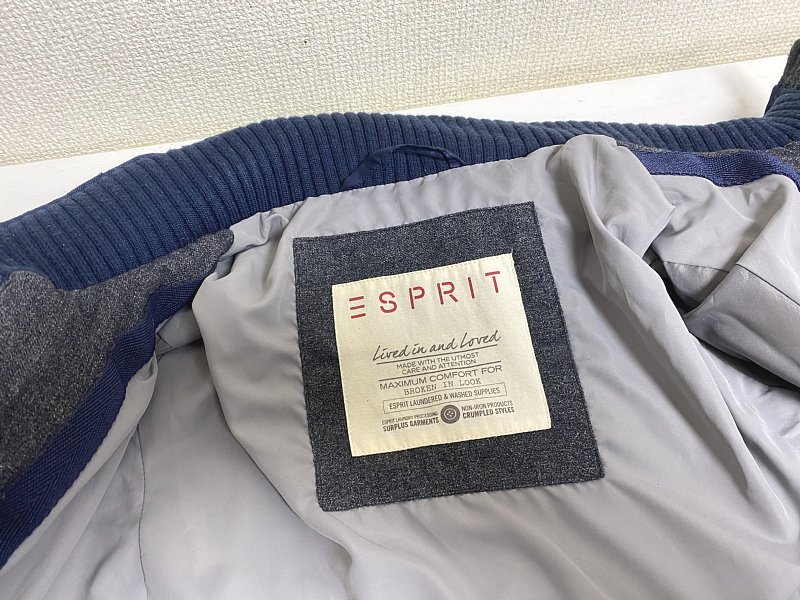 ESPRIT
Lived in and Loved
MADE WITH THE UTMOST
CARE AND ATTENTION
MAXIMUM COMFORT FOR
BROKEN IN LOOK
ESPRIT LAUNDERED & WASHED SUPPLIES
ESPRIT LAUNDRY PROCESSING
SURPLUS GARMENTS
NON-IRON PRODUCTS
CRUMPLED STYLES